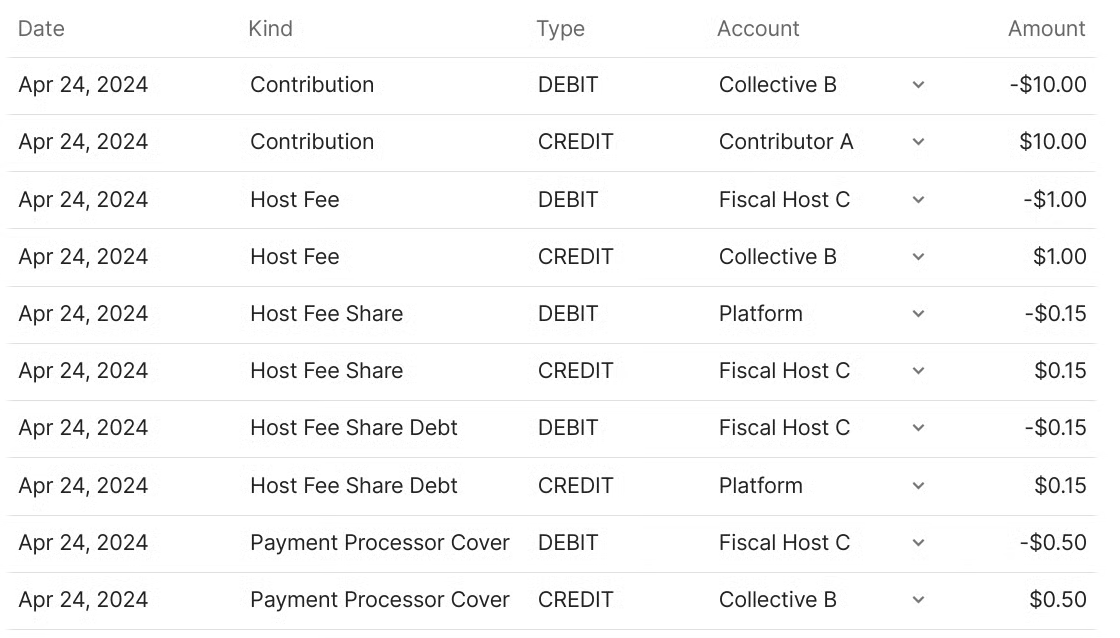 Date Kind Type Account Amount
Apr 24, 2024 Contribution DEBIT Collective B -$10.00
Apr 24, 2024 Contribution CREDIT Contributor A $10.00
Apr 24, 2024 Host Fee DEBIT Fiscal Host C -$1.00
Apr 24, 2024 Host Fee CREDIT Collective B $1.00
Apr 24, 2024 Host Fee Share DEBIT Platform -$0.15
Apr 24, 2024 Host Fee Share CREDIT Fiscal Host C $0.15
Apr 24, 2024 Host Fee Share Debt DEBIT Fiscal Host C -$0.15
Apr 24, 2024 Host Fee Share Debt CREDIT Platform $0.15
Apr 24, 2024 Payment Processor Cover DEBIT Fiscal Host C -$0.50
Apr 24, 2024 Payment Processor Cover CREDIT Collective B $0.50